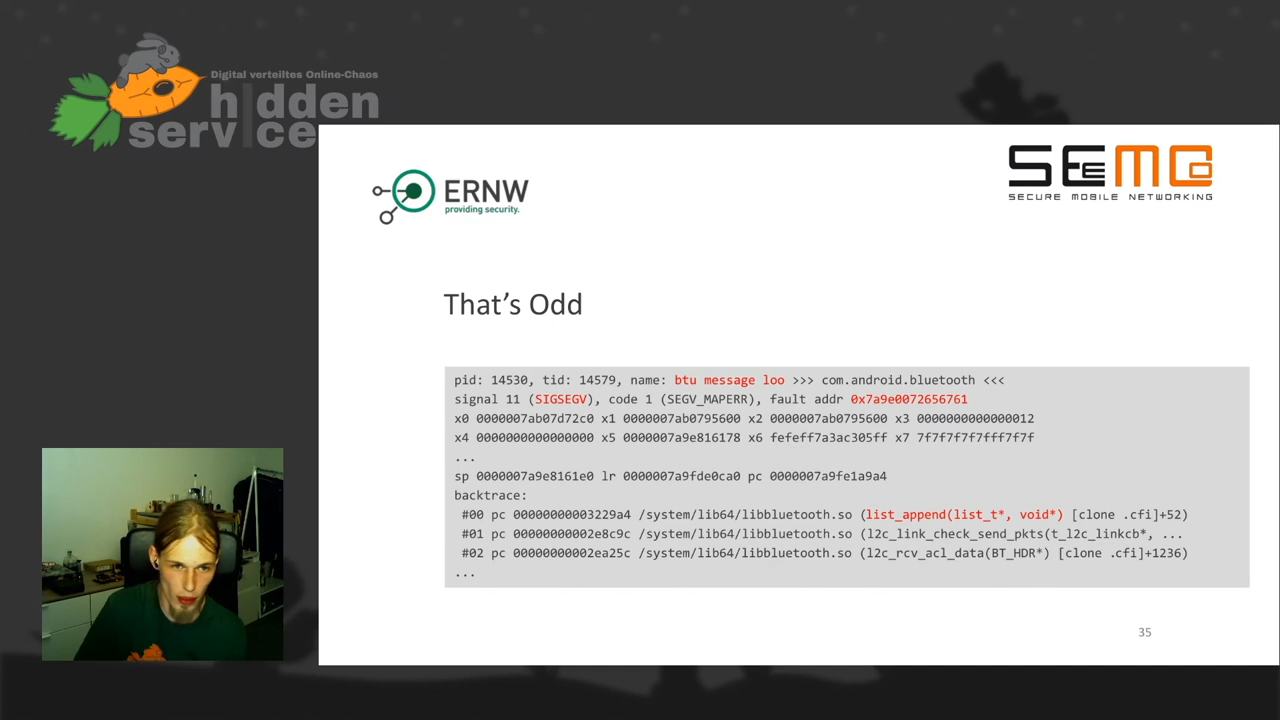 Digital verteiltes Online-Chaos
hidden
service
ERNW
providing security.
SEEMOO
SECURE MOBILE NETWORKING
That's Odd
pid: 14530, tid: 14579, name: btu message loo >>> com.android.bluetooth <<<
signal 11 (SIGSEGV), code 1 (SEGV_MAPERR), fault addr 0x7a9e0072656761
x0 0000007ab07d72c0 x1 0000007ab0795600 x2 0000007ab0795600 x3 0000000000000012
x4 0000000000000000 x5 0000007a9e816178 x6 fefeff7a3ac305ff x7 7f7f7f7f7fff7f7f
...
sp 0000007a9e8161e0 lr 0000007a9fde0ca0 pc 0000007a9fe1a9a4
backtrace:
#00 pc 00000000003229a4 /system/lib64/libbluetooth.so (list_append(list_t*, void*) [clone .cfi]+52)
#01 pc 00000000002e8c9c /system/lib64/libbluetooth.so (l2c_link_check_send_pkts(t_l2c_linkcb*, ...
#02 pc 00000000002ea25c /system/lib64/libbluetooth.so (l2c_rcv_acl_data(BT_HDR*) [clone .cfi]+1236)
...
35